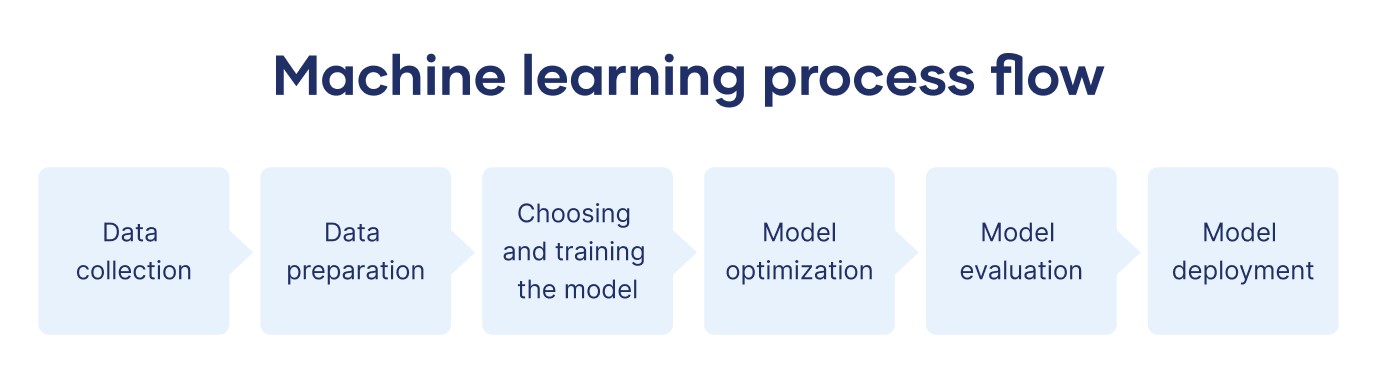 Machine learning process flow
Data
collection
Data
preparation
Choosing
and training
the model
Model
optimization
Model
evaluation
Model
deployment